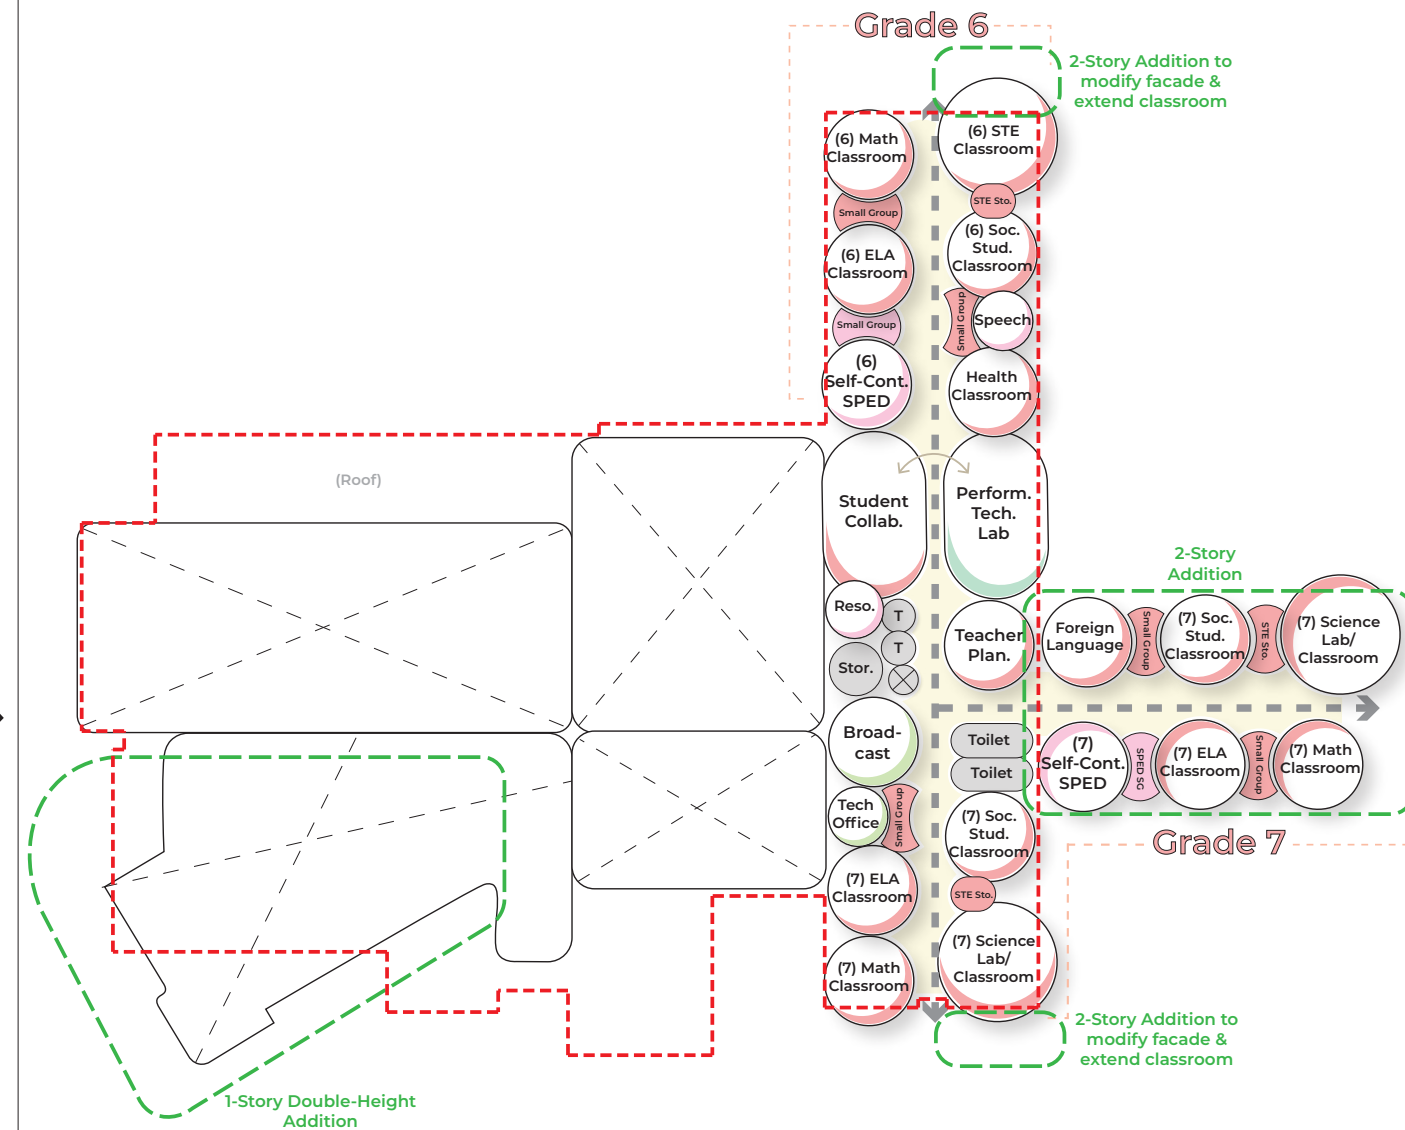 Grade 6
2-Story Addition to
modify facade &
extend classroom
(6) Math
Classroom
(6) STE
Classroom
Small Group
STE Sto.
(6) ELA
Classroom
(6) Soc.
Stud.
Classroom
Small Group
Small Group
Speech
(6)
Self-Cont.
SPED
Health
Classroom
(Roof)
Student
Collab.
Perform.
Tech.
Lab
2-Story
Addition
Reso.
T
T
Stor.
Teacher
Plan.
Foreign
Language
Small Group
(7) Soc.
Stud.
Classroom
STE Sto.
(7) Science
Lab/
Classroom
Broad-
cast
Toilet
Toilet
(7)
Self-Cont.
SPED
SPED SG
(7) ELA
Classroom
Small Group
(7) Math
Classroom
Tech
Office
Small Group
(7) Soc.
Stud.
Classroom
Grade 7
(7) ELA
Classroom
STE Sto.
(7) Science
Lab/
Classroom
(7) Math
Classroom
2-Story Addition to
modify facade &
extend classroom
1-Story Double-Height
Addition